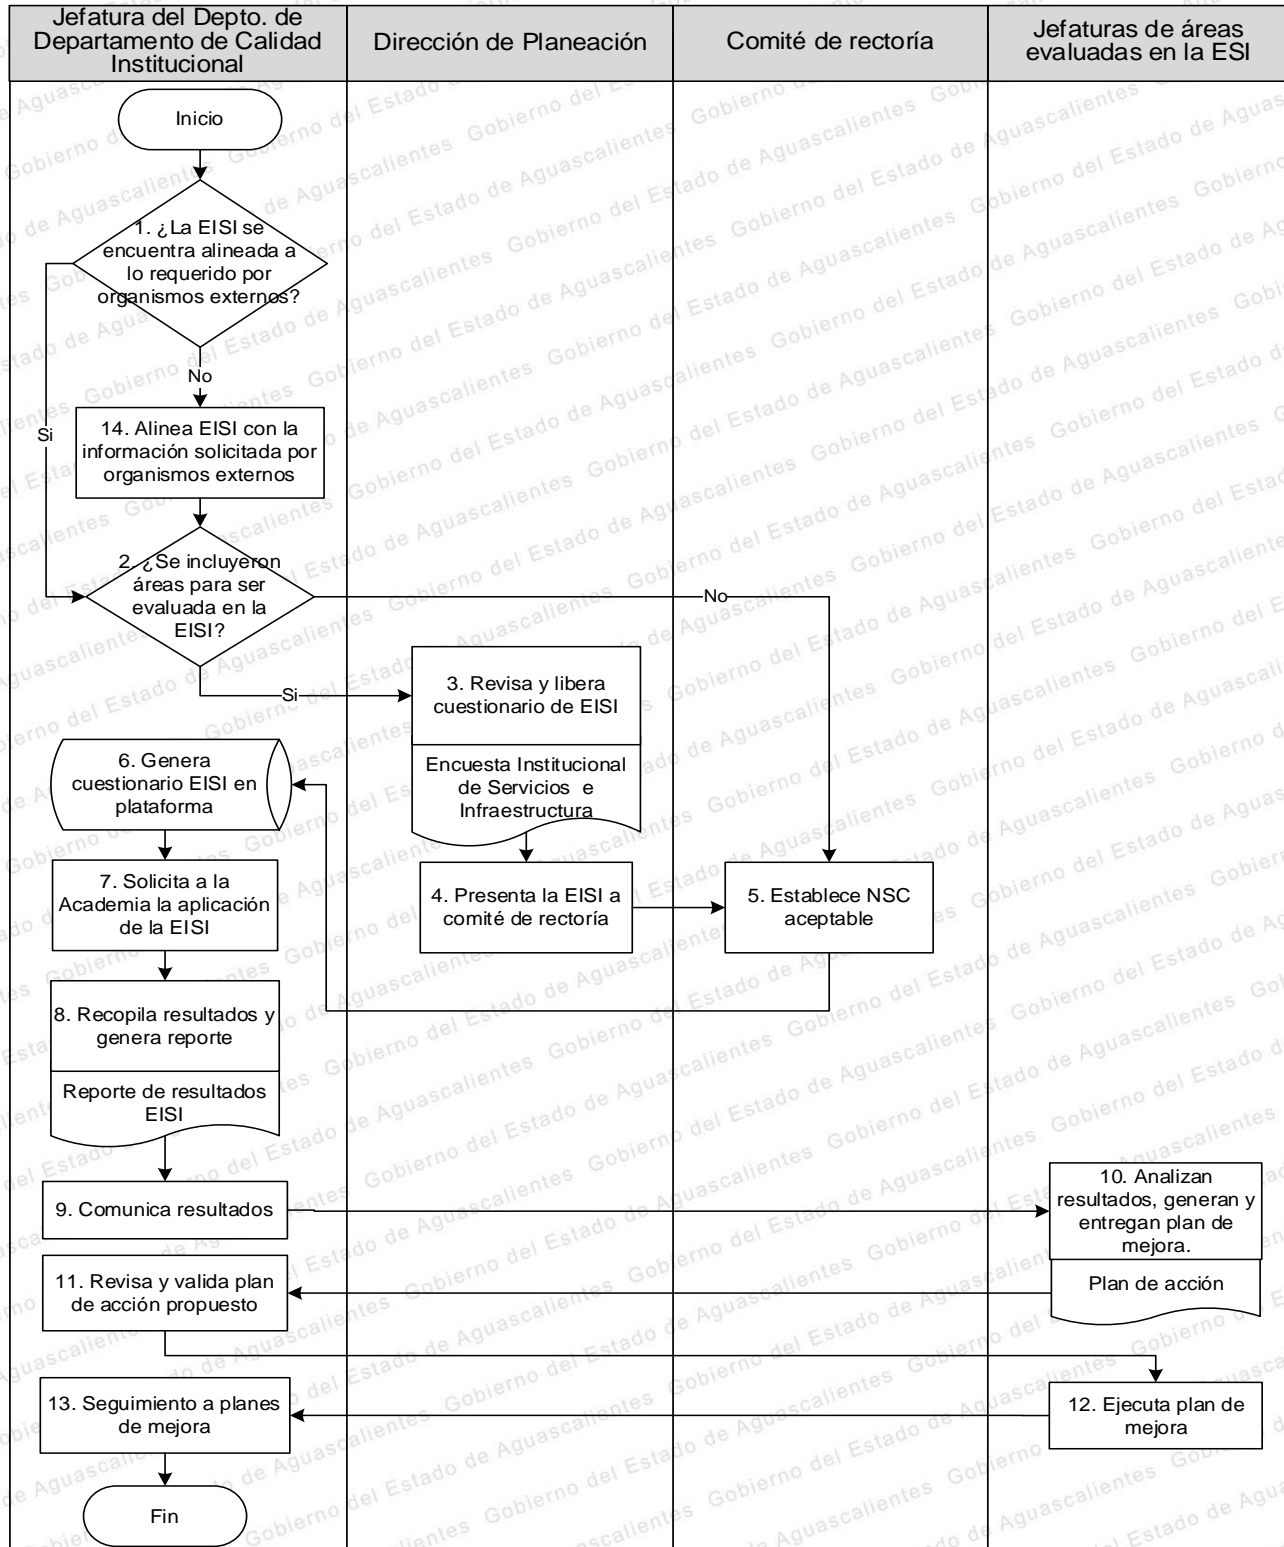 Jefatura del Depto. de
Departamento de Calidad
Institucional
Dirección de Planeación
Comité de rectoría
Jefaturas de áreas
evaluadas en la ESI
Inicio
1. ¿La EISI se
encuentra alineada a
lo requerido por
organismos externos?
No
Si
14. Alinea EISI con la
información solicitada por
organismos externos
2. ¿Se incluyeron
áreas para ser
evaluada en la
EISI?
No
Si
3. Revisa y libera
cuestionario de EISI
Encuesta Institucional
de Servicios e
Infraestructura
4. Presenta la EISI a
comité de rectoría
5. Establece NSC
aceptable
6. Genera
cuestionario EISI en
plataforma
7. Solicita a la
Academia la aplicación
de la EISI
8. Recopila resultados y
genera reporte
Reporte de resultados
EISI
9. Comunica resultados
10. Analizan
resultados, generan y
entregan plan de
mejora.
Plan de acción
11. Revisa y valida plan
de acción propuesto
12. Ejecuta plan de
mejora
13. Seguimiento a planes
de mejora
Fin
Gobierno del Estado de Aguascalientes